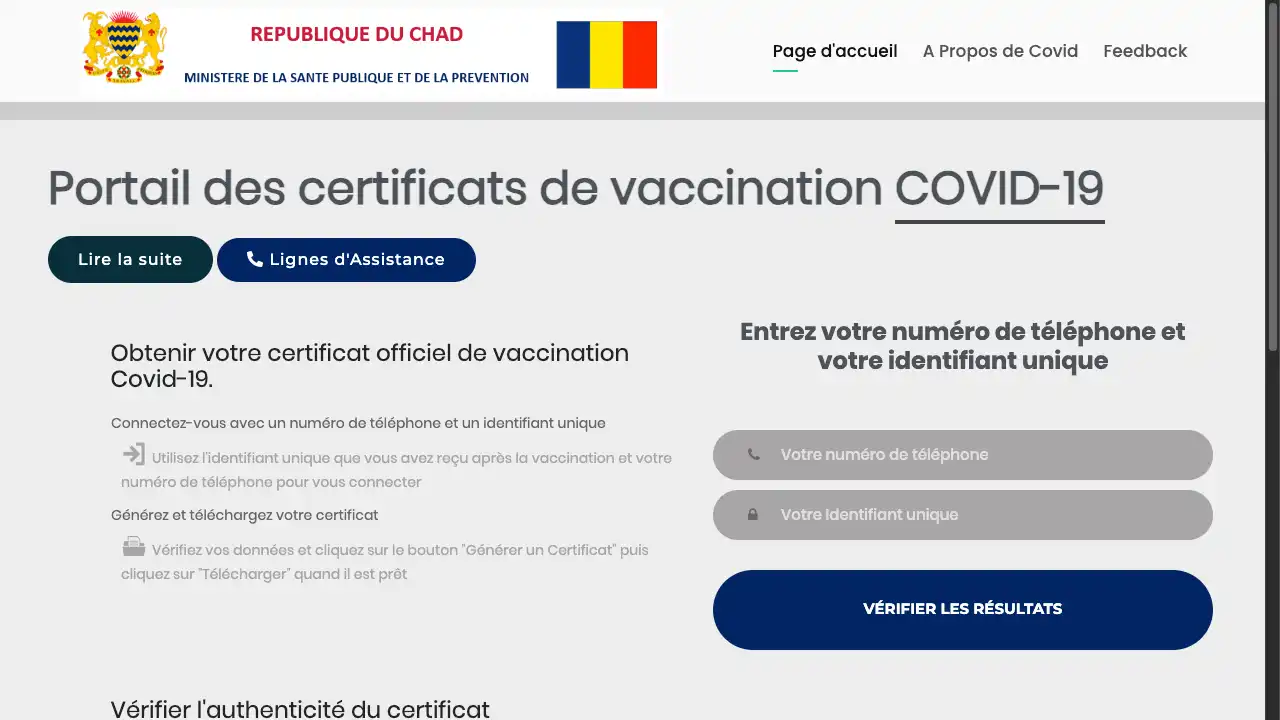 REPUBLIQUE DU CHAD
MINISTERE DE LA SANTE PUBLIQUE ET DE LA PREVENTION
Page d'accueil
A Propos de Covid
Feedback
Portail des certificats de vaccination COVID-19
Lire la suite
Lignes d'Assistance
Obtenir votre certificat officiel de vaccination
Covid-19.
Connectez-vous avec un numéro de téléphone et un identifiant unique
Utilisez l'identifiant unique que vous avez reçu après la vaccination et votre
numéro de téléphone pour vous connecter
Générez et téléchargez votre certificat
Vérifiez vos données et cliquez sur le bouton "Générer un Certificat" puis
cliquez sur "Télécharger" quand il est prêt
Entrez votre numéro de téléphone et
votre identifiant unique
Votre numéro de téléphone
Votre Identifiant unique
VÉRIFIER LES RÉSULTATS
Vérifier l'authenticité du certificat